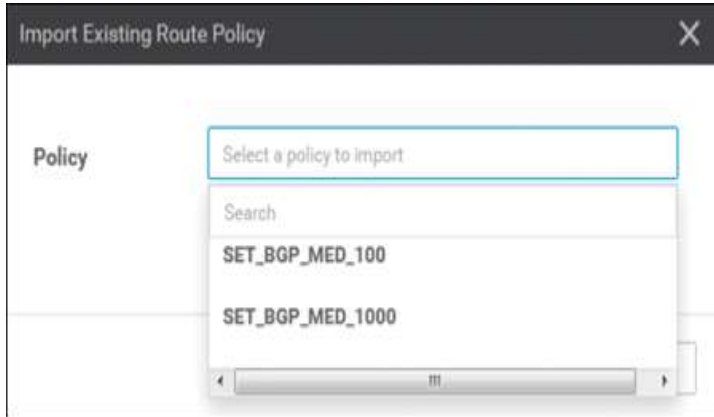 Import Existing Route Policy
Policy
Select a policy to import
Search
SET_BGP_MED_100
SET_BGP_MED_1000